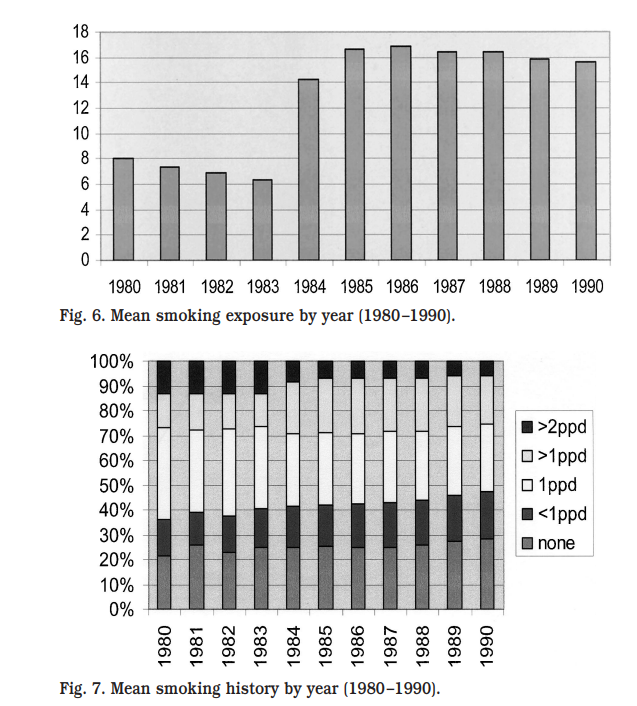 18
16
14
12
10
8
6
4
2
0
1980 1981 1982 1983 1984 1985 1986 1987 1988 1989 1990
Fig. 6. Mean smoking exposure by year (1980–1990).
100%
90%
80%
70%
60%
50%
40%
30%
20%
10%
0%
>2ppd
>1ppd
1ppd
<1ppd
none
1980 1981 1982 1983 1984 1985 1986 1987 1988 1989 1990
Fig. 7. Mean smoking history by year (1980–1990).